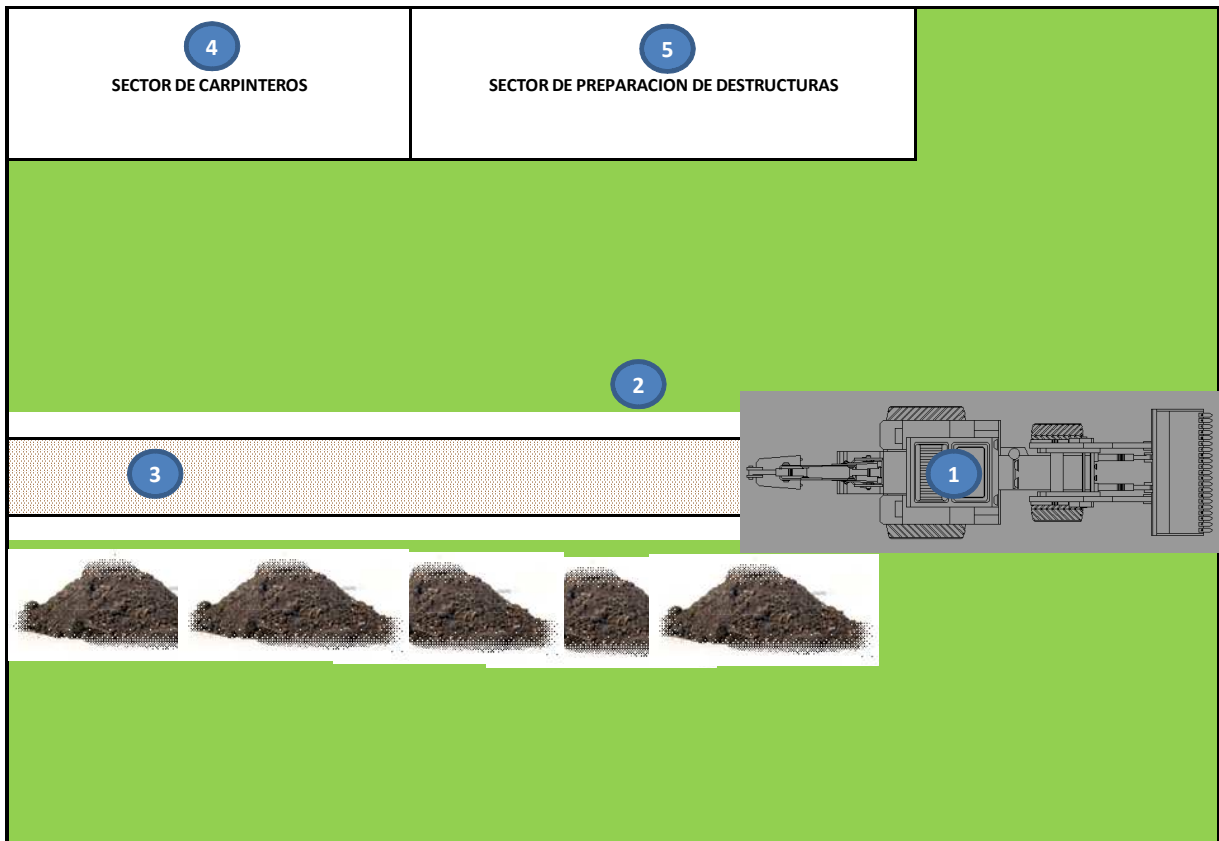 4
5
SECTOR DE CARPINTEROS
SECTOR DE PREPARACION DE DESTRUCTURAS
2
3
1